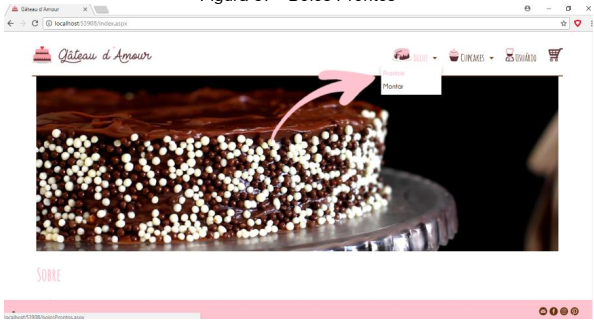 Figura 37 - Bolos Prontos
Gâteau d'Amour
localhost:53908/index.aspx
Gâteau d'Amour
Bolos
Cupcakes
Usuário
Prontos
Montar
Sobre
localhost:53908/bolosProntos.aspx